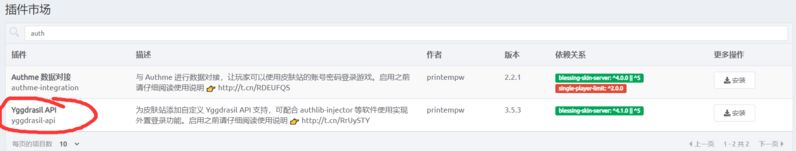 插件市场
auth
插件 描述 作者 版本 依赖关系 更多操作
Authme 数据对接
authme-integration
与 Authme 进行数据对接，让玩家可以使用皮肤站的账号密码登录游戏。启用之前
请仔细阅读使用说明 👉 http://t.cn/RDEUFQS
printempw
2.2.1
blessing-skin-server: ^4.0.0 || ^5
single-player-limit: ^2.0.0
安装
Yggdrasil API
yggdrasil-api
为皮肤站添加自定义 Yggdrasil API 支持，可配合 authlib-injector 等软件使用实现
外置登录功能。启用之前请仔细阅读使用说明 👉 http://t.cn/RrUySTY
printempw
3.5.3
blessing-skin-server: ^4.1.0 || ^5
安装
每页的项目数 10
上一页 1 - 2 共 2 下一页